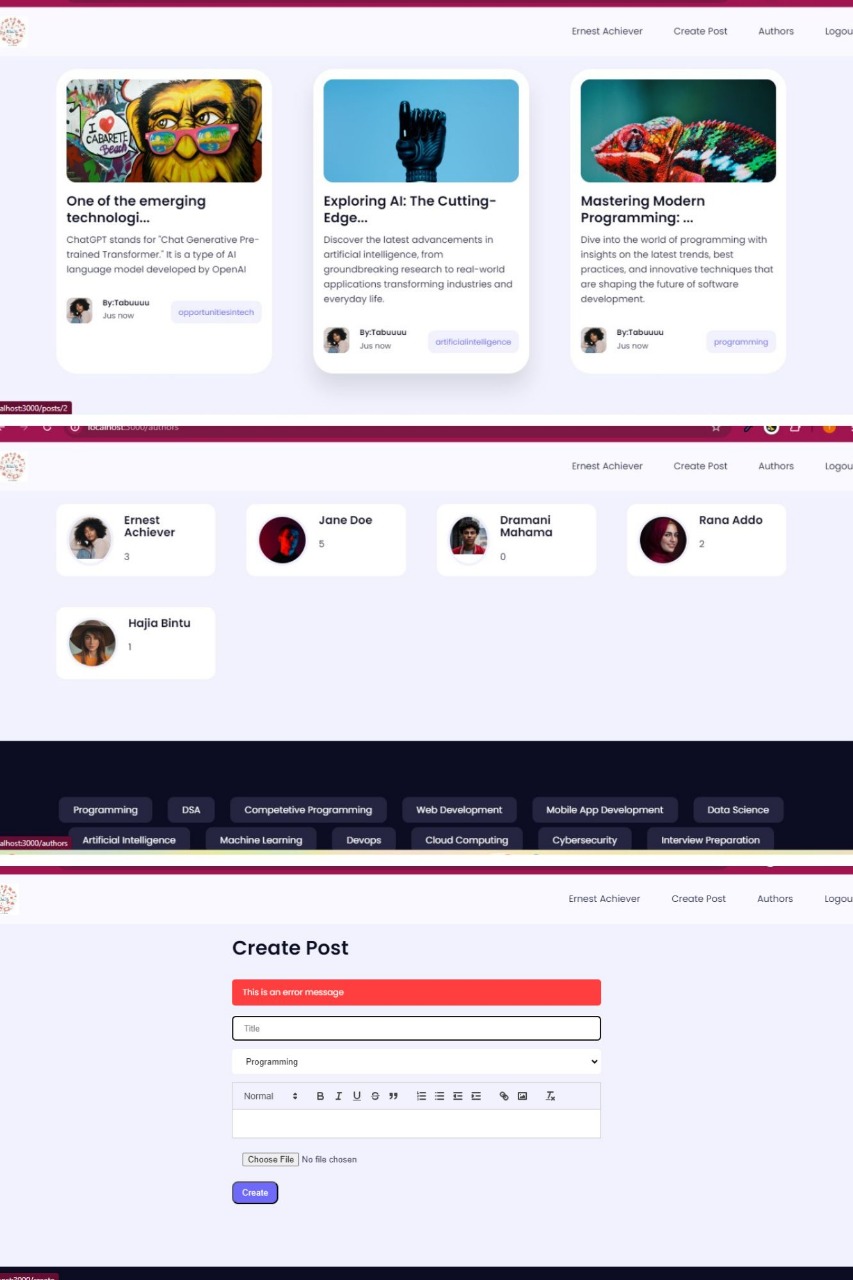 Ernest Achiever Create Post Authors Logou
I
CABARETE
Beach
One of the emerging Exploring AI: The Cutting- Mastering Modern
technologi... Edge... Programming: ...
ChatGPT stands for "Chat Generative Pre-
trained Transformer." It is a type of AI
language model developed by OpenAI
By:Tabuuuu
Jus now
opportunitiesintech
Discover the latest advancements in
artificial intelligence, from
groundbreaking research to real-world
applications transforming industries and
everyday life.
By:Tabuuuu
Jus now
artificialintelligence
Dive into the world of programming with
insights on the latest trends, best
practices, and innovative techniques that
are shaping the future of software
development.
By:Tabuuuu
Jus now
programming
alhost:3000/posts/2
localhost:3000/authors
Ernest Achiever Create Post Authors Logou
Ernest
Achiever
3
Jane Doe
5
Dramani
Mahama
0
Rana Addo
2
Hajia Bintu
1
Programming DSA Competetive Programming Web Development Mobile App Development Data Science
Artificial Intelligence Machine Learning Devops Cloud Computing Cybersecurity Interview Preparation
alhost:3000/authors
Ernest Achiever Create Post Authors Logou
Create Post
This is an error message
Title
Programming
Normal B I U S
Choose File No file chosen
Create